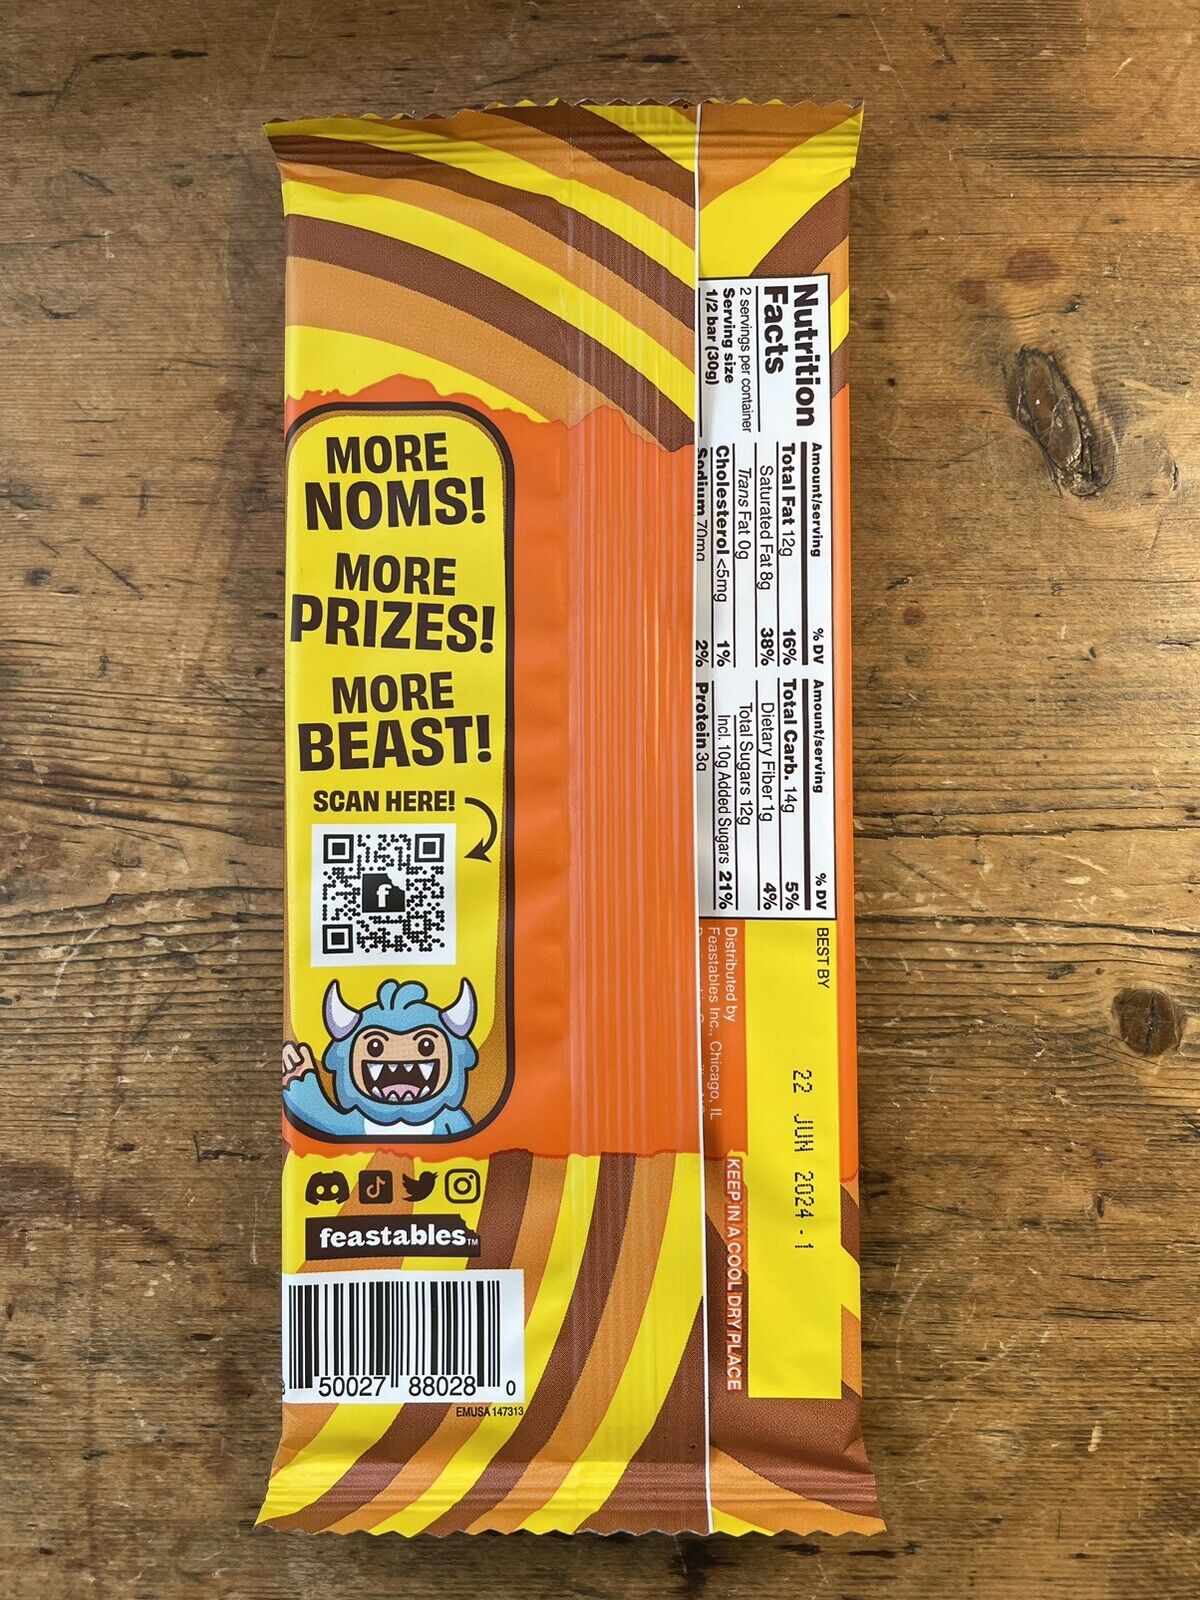 MORE
NOMS!
MORE
PRIZES!
MORE
BEAST!
SCAN HERE!
f
feastables™
50027 88028 0
EMUSA 147313
Nutrition
Facts
2 servings per container
Serving size
1/2 bar (30g)
Amount/serving % DV
Total Fat 12g 16%
Saturated Fat 8g 38%
Trans Fat 0g
Cholesterol <5mg 1%
Sodium 70mg 2%
Amount/serving % DV
Total Carb. 14g 5%
Dietary Fiber 1g 4%
Total Sugars 12g
Incl. 10g Added Sugars 21%
Protein 3g
BEST BY
22 JUN 2024 - 1
Distributed by
Feastables Inc., Chicago, IL
KEEP IN A COOL DRY PLACE